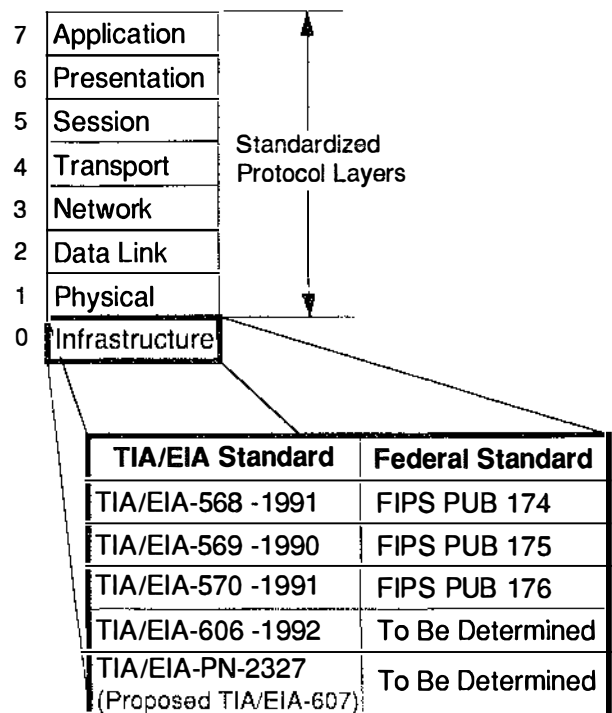 7 Application
6 Presentation
5 Session
4 Transport
3 Network
2 Data Link
1 Physical
0 Infrastructure
Standardized
Protocol Layers
TIA/EIA Standard Federal Standard
TIA/EIA-568 -1991 FIPS PUB 174
TIA/EIA-569 -1990 FIPS PUB 175
TIA/EIA-570 -1991 FIPS PUB 176
TIA/EIA-606 -1992 To Be Determined
TIA/EIA-PN-2327 To Be Determined
(Proposed TIA/EIA-607)